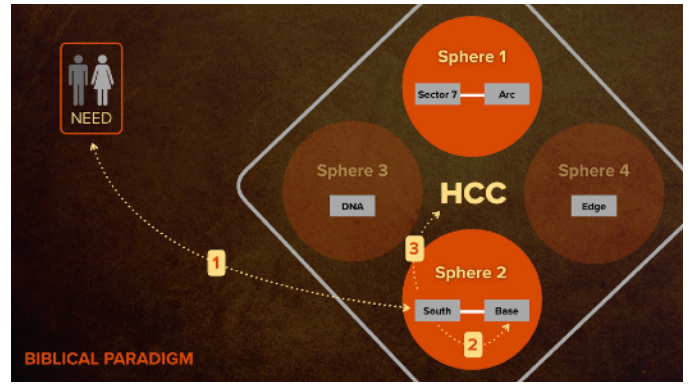 NEED
Sphere 1
Sector 7
Arc
Sphere 3
DNA
HCC
Sphere 4
Edge
1
3
Sphere 2
South
Base
2
BIBLICAL PARADIGM